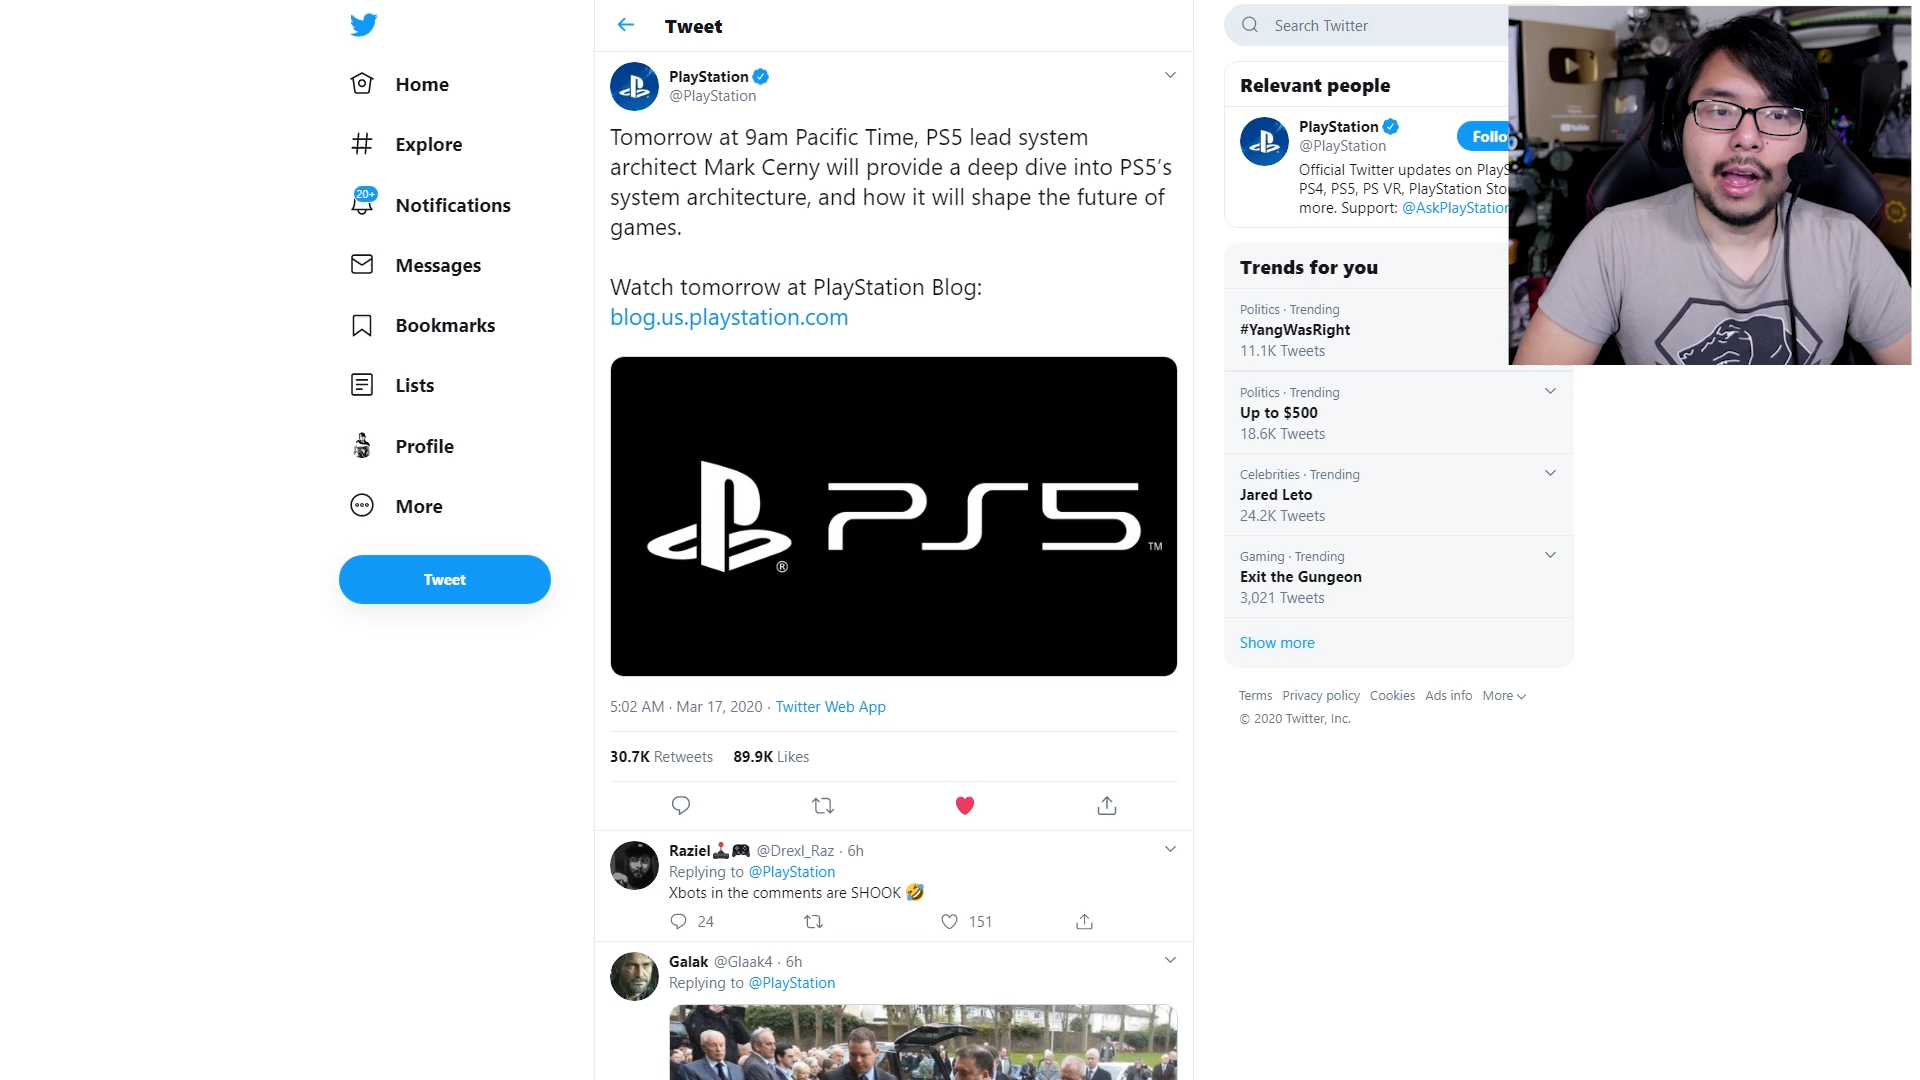 Home
Explore
20+
Notifications
Messages
Bookmarks
Lists
Profile
More
Tweet
Tweet
PlayStation
@PlayStation
Tomorrow at 9am Pacific Time, PS5 lead system
architect Mark Cerny will provide a deep dive into PS5’s
system architecture, and how it will shape the future of
games.
Watch tomorrow at PlayStation Blog:
blog.us.playstation.com
PS5
™
®
5:02 AM · Mar 17, 2020 · Twitter Web App
30.7K Retweets 89.9K Likes
Raziel🕹️🎮 @Drexl_Raz · 6h
Replying to @PlayStation
Xbots in the comments are SHOOK 🤣
24 151
Galak @Glaak4 · 6h
Replying to @PlayStation
Search Twitter
Relevant people
PlayStation
@PlayStation
Follo
Official Twitter updates on PlayS
PS4, PS5, PS VR, PlayStation Sto
more. Support: @AskPlayStation
Trends for you
Politics · Trending
#YangWasRight
11.1K Tweets
Politics · Trending
Up to $500
18.6K Tweets
Celebrities · Trending
Jared Leto
24.2K Tweets
Gaming · Trending
Exit the Gungeon
3,021 Tweets
Show more
Terms Privacy policy Cookies Ads info More
© 2020 Twitter, Inc.